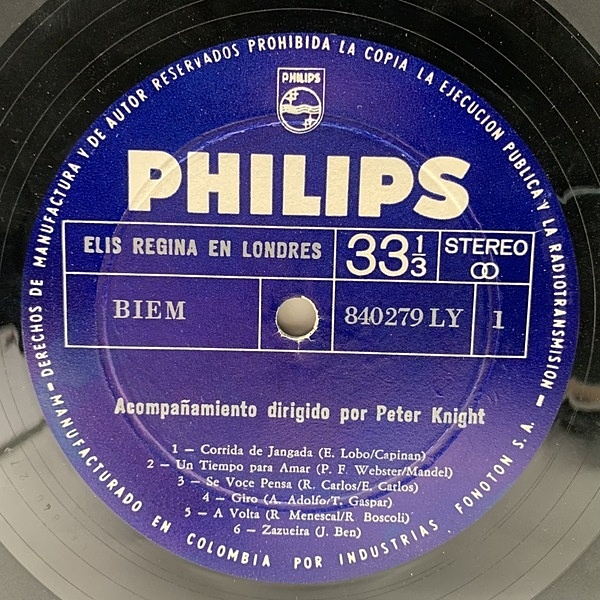 DERECHOS DE MANUFACTURA Y DE AUTOR RESERVADOS PROHIBIDA LA COPIA LA EJECUCION PUBLICA Y LA RADIOTRANSMISION
PHILIPS
PHILIPS
ELIS REGINA EN LONDRES
33 1/3
STEREO
BIEM
840279 LY
1
Acompañamiento dirigido por Peter Knight
1 — Corrida de Jangada (E. Lobo/Capinan)
2 — Un Tiempo para Amar (P. F. Webster/Mandel)
3 — Se Voce Pensa (R. Carlos/E. Carlos)
4 — Giro (A. Adolfo/T. Gaspar)
5 — A Volta (R. Menescal/R. Boscoli)
6 — Zazueira (J. Ben)
MANUFACTURADO EN COLOMBIA POR INDUSTRIAS FONOTON S.A.